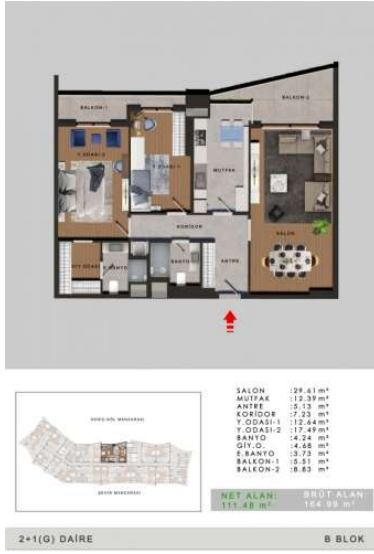 BALKON-1
BALKON-2
Y.ODASI-2
Y.ODASI-1
MUTFAK
KORİDOR
SALON
GİY.ODASI
E.BANYO
BANYO
ANTRE
SALON :29.61 m²
MUTFAK :12.39 m²
ANTRE :5.13 m²
KORİDOR :7.23 m²
Y.ODASI-1 :12.64 m²
Y.ODASI-2 :17.49 m²
BANYO :4.24 m²
GİY.O. :4.68 m²
E.BANYO :3.73 m²
BALKON-1 :5.51 m²
BALKON-2 :8.83 m²
MANZARASI
ŞEHİR MANZARASI
NET ALAN:
111.48 m²
BRÜT ALAN:
164.98 m²
2+1(G) DAİRE
B BLOK